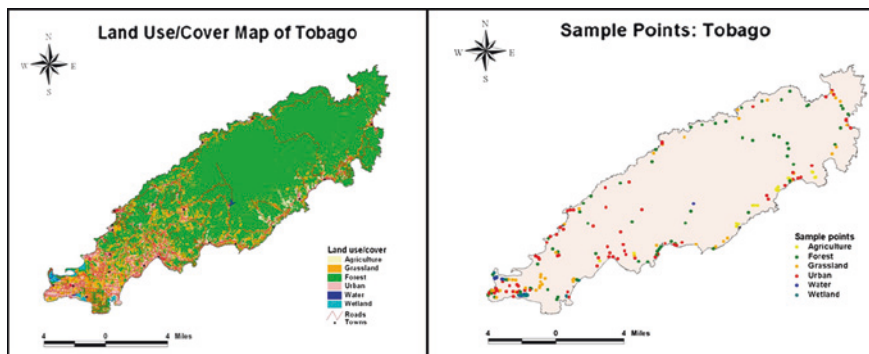 Land Use/Cover Map of Tobago
N
W E
S
Land use/cover
Agriculture
Grassland
Forest
Urban
Water
Wetland
Roads
Towns
4 0 4 Miles
Sample Points: Tobago
N
W E
S
Sample points
Agriculture
Forest
Grassland
Urban
Water
Wetland
4 0 4 Miles